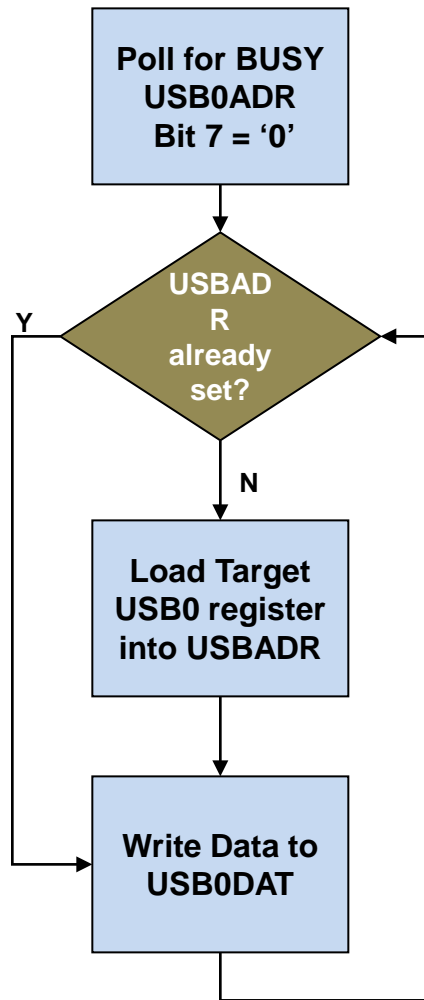 Poll for BUSY
USB0ADR
Bit 7 = ‘0’
USBAD
R
already
set?
Y
N
Load Target
USB0 register
into USBADR
Write Data to
USB0DAT